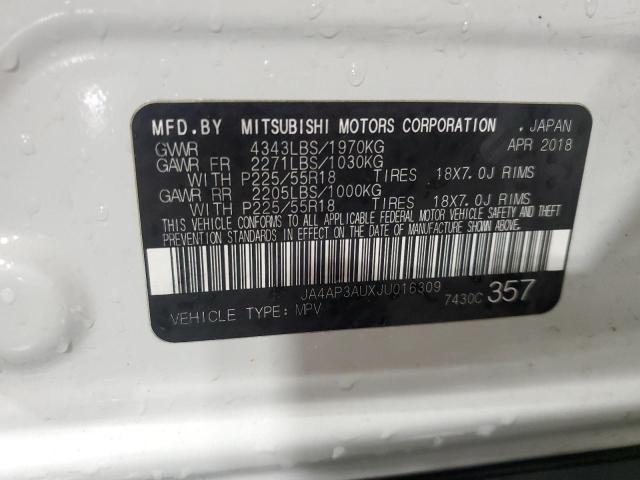 MFD.BY MITSUBISHI MOTORS CORPORATION . JAPAN
GVWR 4343LBS/1970KG APR 2018
GAWR FR 2271LBS/1030KG
WITH P225/55R18 TIRES 18X7.0J RIMS
GAWR RR 2205LBS/1000KG
WITH P225/55R18 TIRES 18X7.0J RIMS
THIS VEHICLE CONFORMS TO ALL APPLICABLE FEDERAL MOTOR VEHICLE SAFETY AND THEFT
PREVENTION STANDARDS IN EFFECT ON THE DATE OF MANUFACTURE SHOWN ABOVE.
JA4AP3AUXJU016309
VEHICLE TYPE: MPV 7430C 357